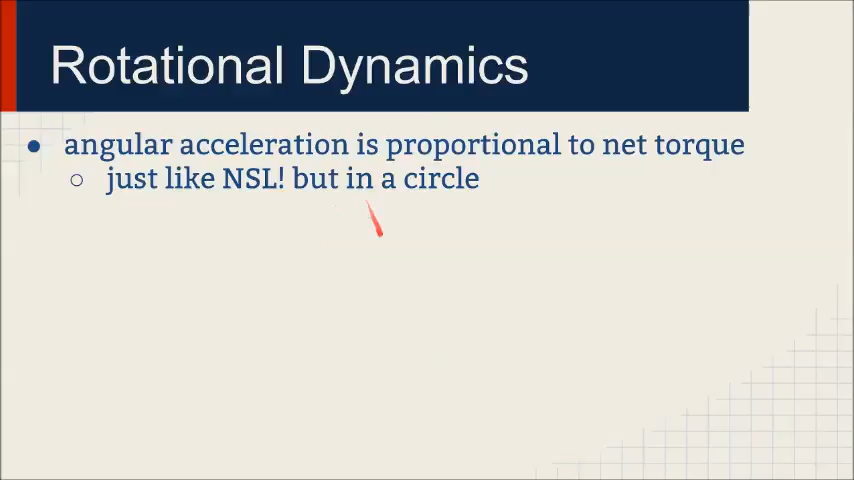 Rotational Dynamics
● angular acceleration is proportional to net torque
○ just like NSL! but in a circle